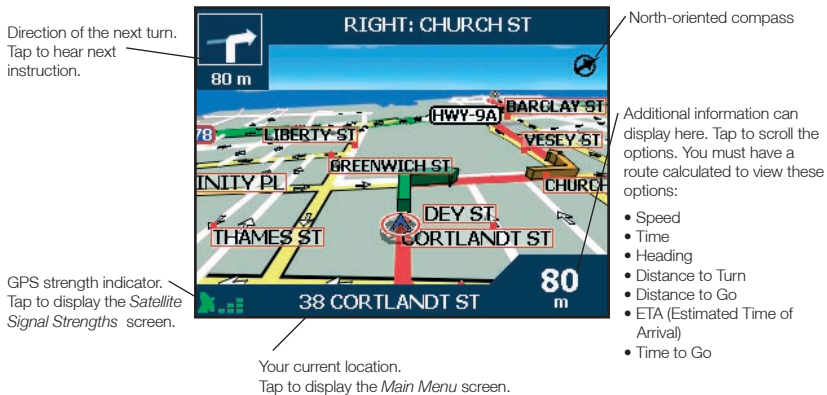 Direction of the next turn.
Tap to hear next
instruction.
GPS strength indicator.
Tap to display the Satellite
Signal Strengths screen.
RIGHT: CHURCH ST
80 m
HWY-9A
BARCLAY ST
78
LIBERTY ST
VESEY ST
GREENWICH ST
INITY PL
CHURCH
DEY ST
THAMES ST
CORTLANDT ST
80
m
38 CORTLANDT ST
Your current location.
Tap to display the Main Menu screen.
North-oriented compass
Additional information can
display here. Tap to scroll the
options. You must have a
route calculated to view these
options:
• Speed
• Time
• Heading
• Distance to Turn
• Distance to Go
• ETA (Estimated Time of
Arrival)
• Time to Go